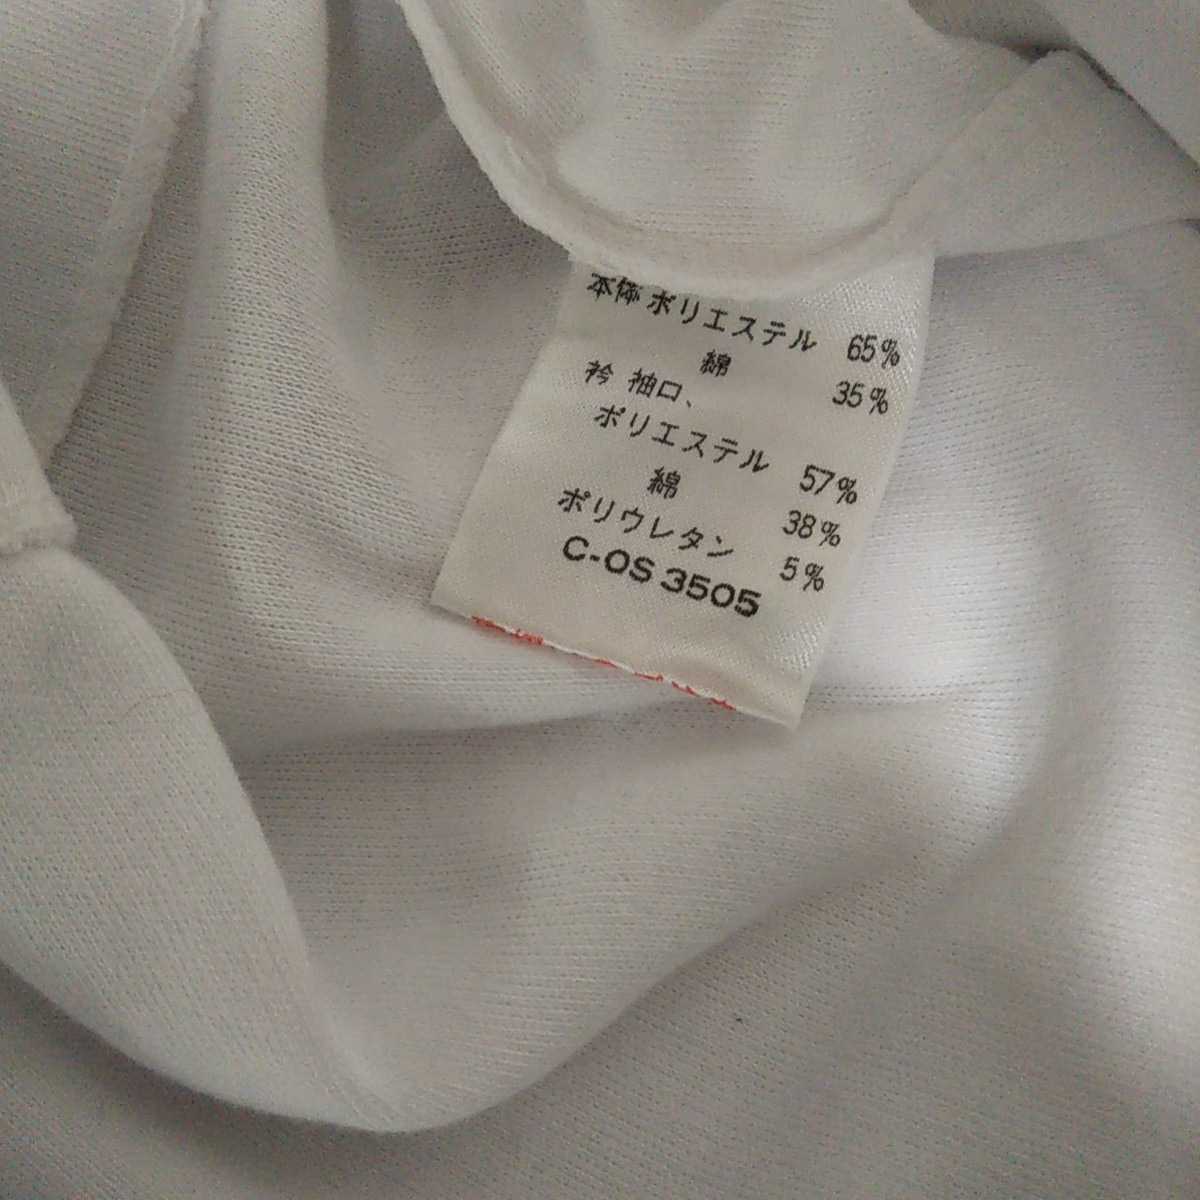 本体 ポリエステル 65%
綿 35%
衿 袖口、
ポリエステル 57%
綿 38%
ポリウレタン 5%
C-OS 3505